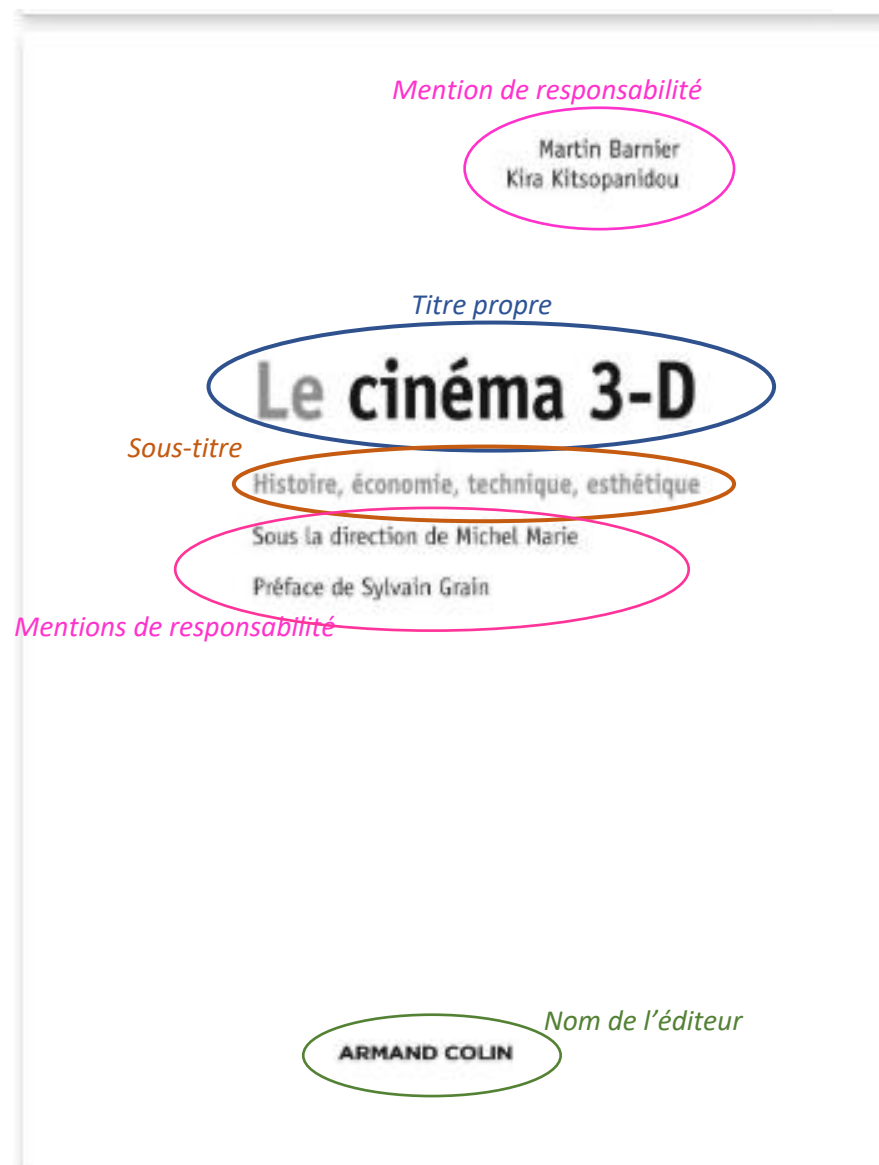 Mention de responsabilité
Martin Barnier
Kira Kitsopanidou
Titre propre
Le cinéma 3-D
Sous-titre
Histoire, économie, technique, esthétique
Sous la direction de Michel Marie
Préface de Sylvain Grain
Mentions de responsabilité
Nom de l’éditeur
ARMAND COLIN